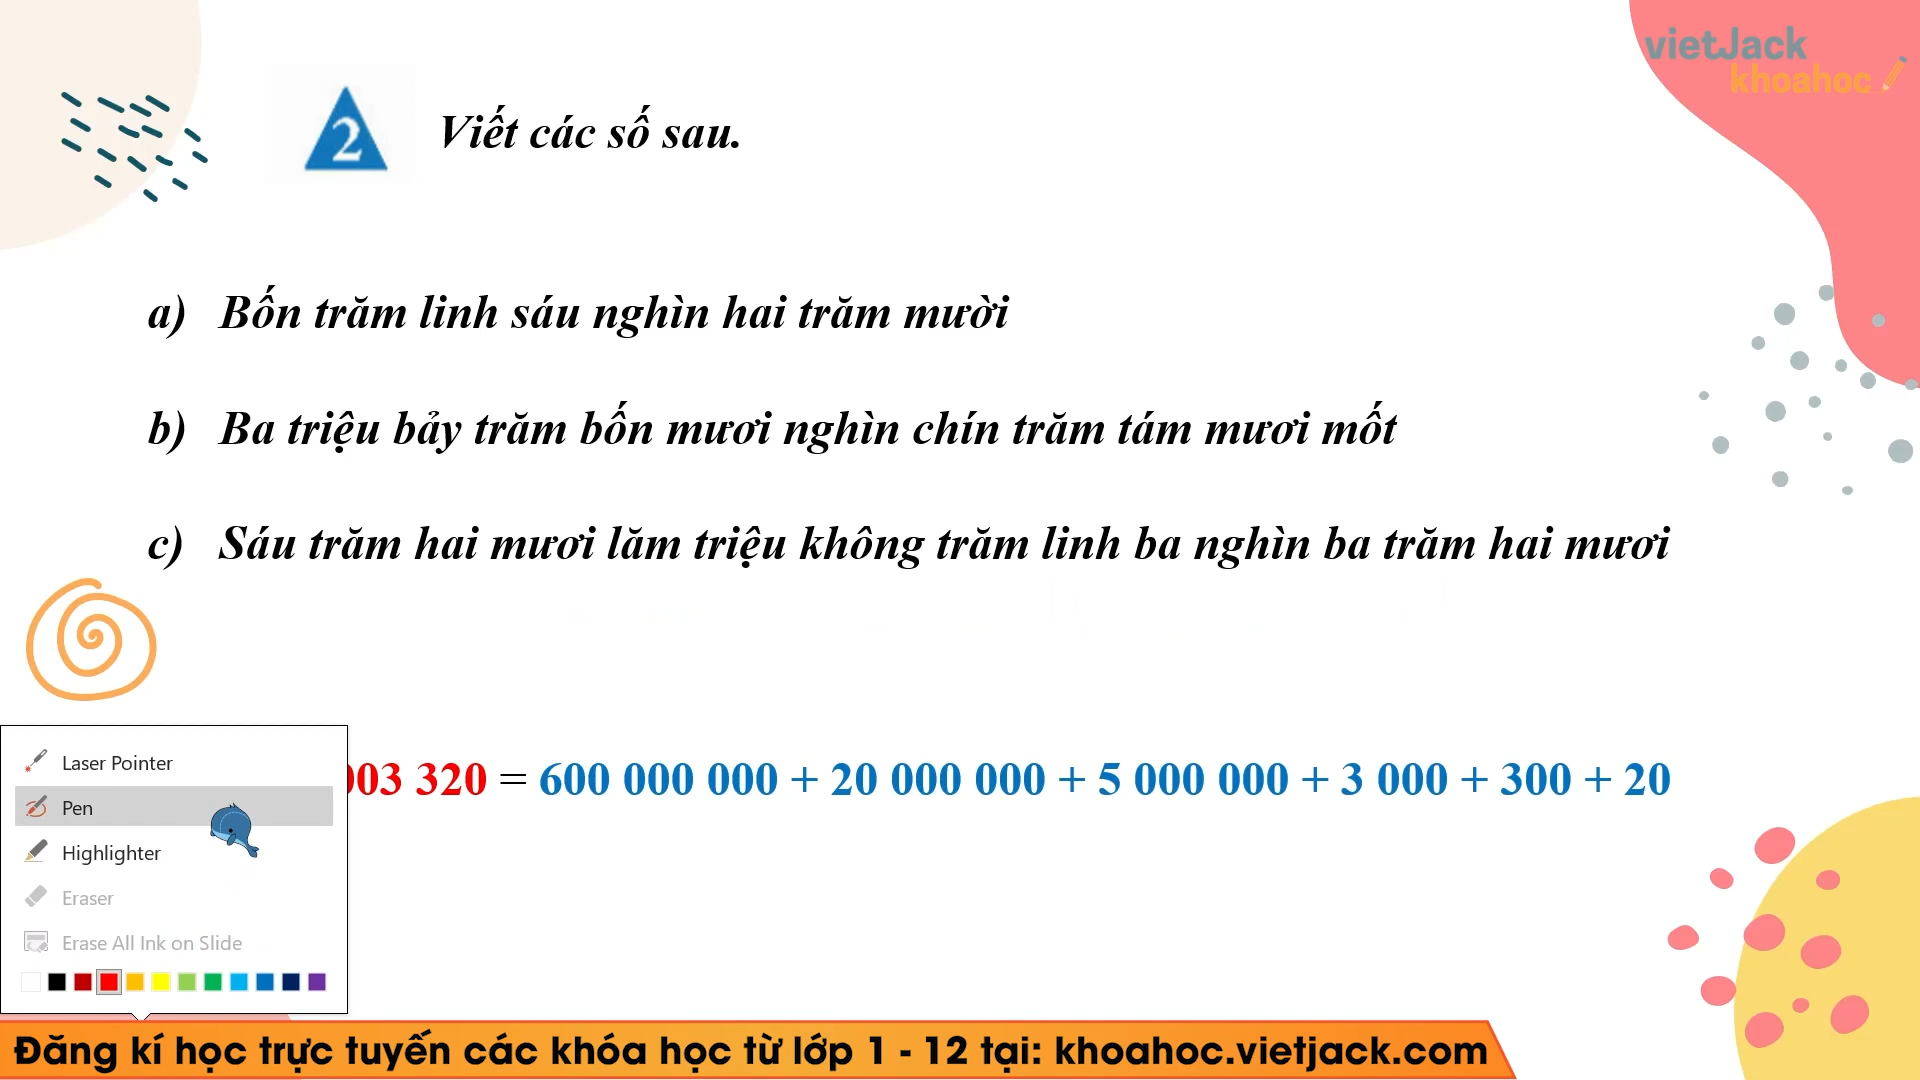 vietJack
khoahoc
2
Viết các số sau.
a) Bốn trăm linh sáu nghìn hai trăm mười
b) Ba triệu bảy trăm bốn mươi nghìn chín trăm tám mươi mốt
c) Sáu trăm hai mươi lăm triệu không trăm linh ba nghìn ba trăm hai mươi
003 320 = 600 000 000 + 20 000 000 + 5 000 000 + 3 000 + 300 + 20
Laser Pointer
Pen
Highlighter
Eraser
Erase All Ink on Slide
Đăng kí học trực tuyến các khóa học từ lớp 1 - 12 tại: khoahoc.vietjack.com